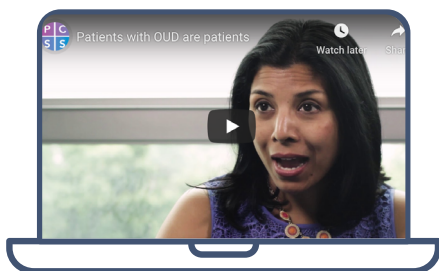 P C
S S
Patients with OUD are patients
Watch later
Shar